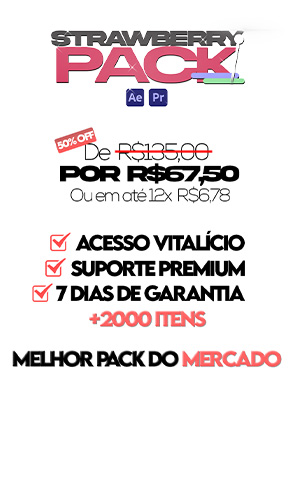 STRAWBERRY
PACK
Ae Pr
50% OFF
De R$135,00
POR R$67,50
Ou em até 12x R$6,78
ACESSO VITALÍCIO
SUPORTE PREMIUM
7 DIAS DE GARANTIA
+2000 ITENS
MELHOR PACK DO MERCADO